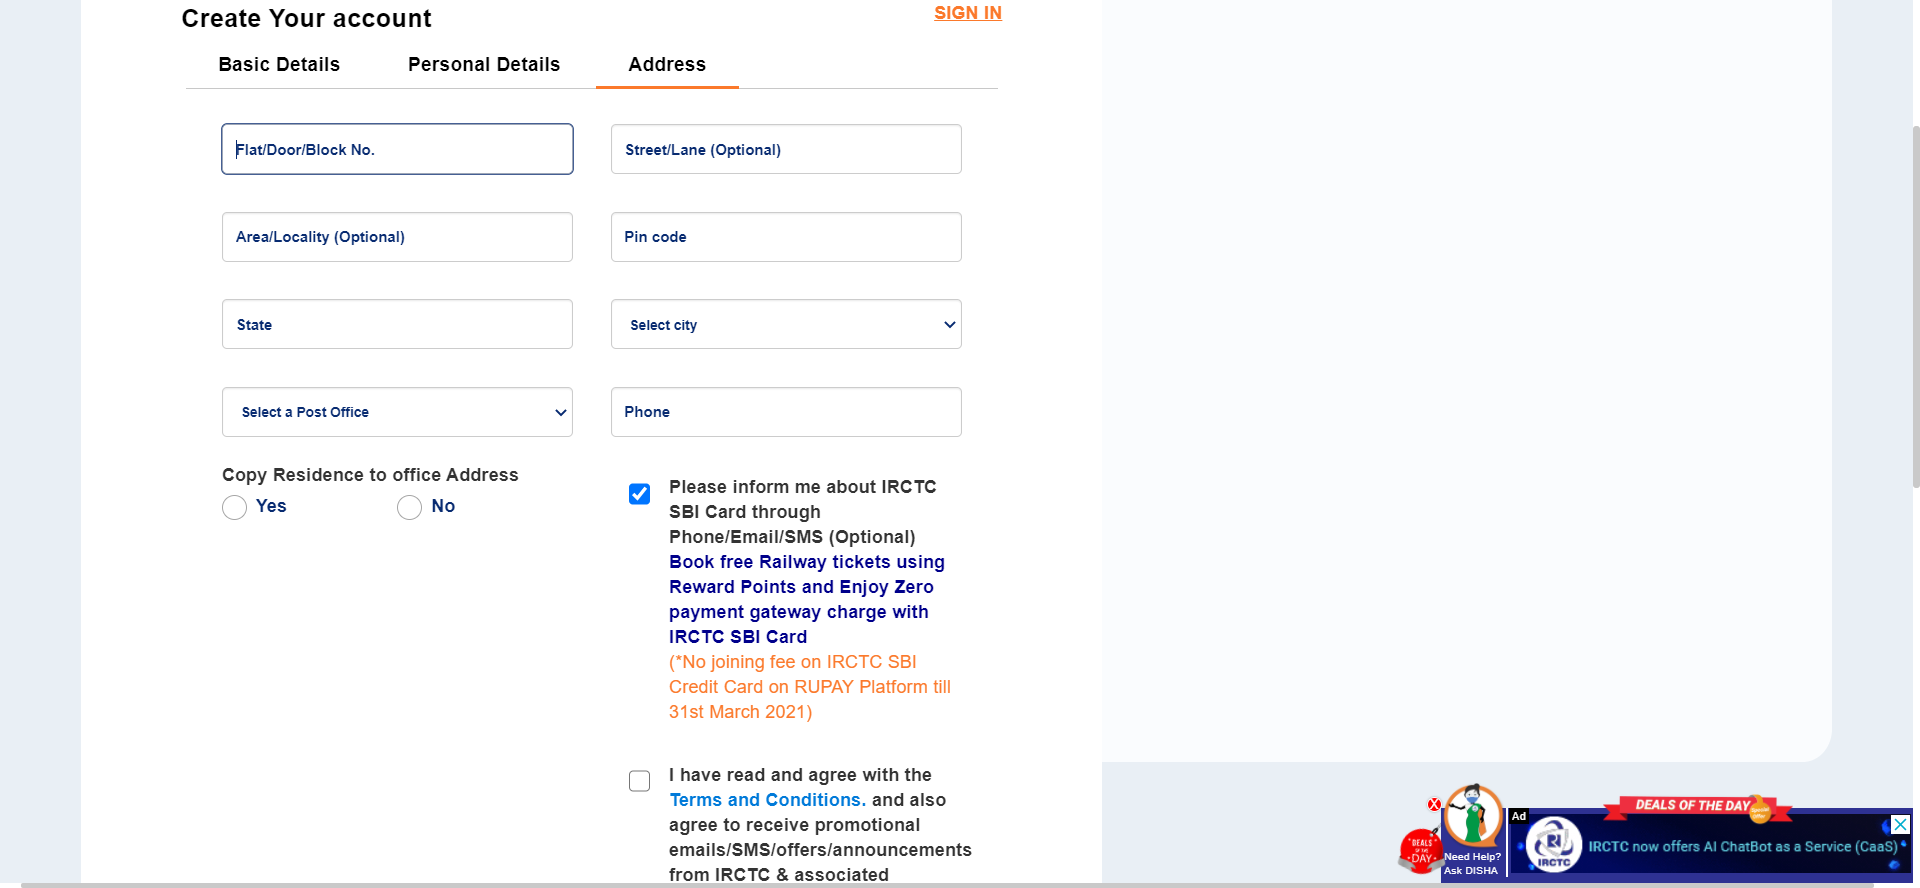 Create Your account
SIGN IN
Basic Details
Personal Details
Address
Flat/Door/Block No.
Street/Lane (Optional)
Area/Locality (Optional)
Pin code
State
Select city
Select a Post Office
Phone
Copy Residence to office Address
Yes
No
Please inform me about IRCTC
SBI Card through
Phone/Email/SMS (Optional)
Book free Railway tickets using
Reward Points and Enjoy Zero
payment gateway charge with
IRCTC SBI Card
(*No joining fee on IRCTC SBI
Credit Card on RUPAY Platform till
31st March 2021)
I have read and agree with the
Terms and Conditions. and also
agree to receive promotional
emails/SMS/offers/announcements
from IRCTC & associated
X
DEALS
OF THE
DAY
Need Help?
Ask DISHA
Ad
DEALS OF THE DAY
IRCTC
IRCTC now offers AI ChatBot as a Service (CaaS)